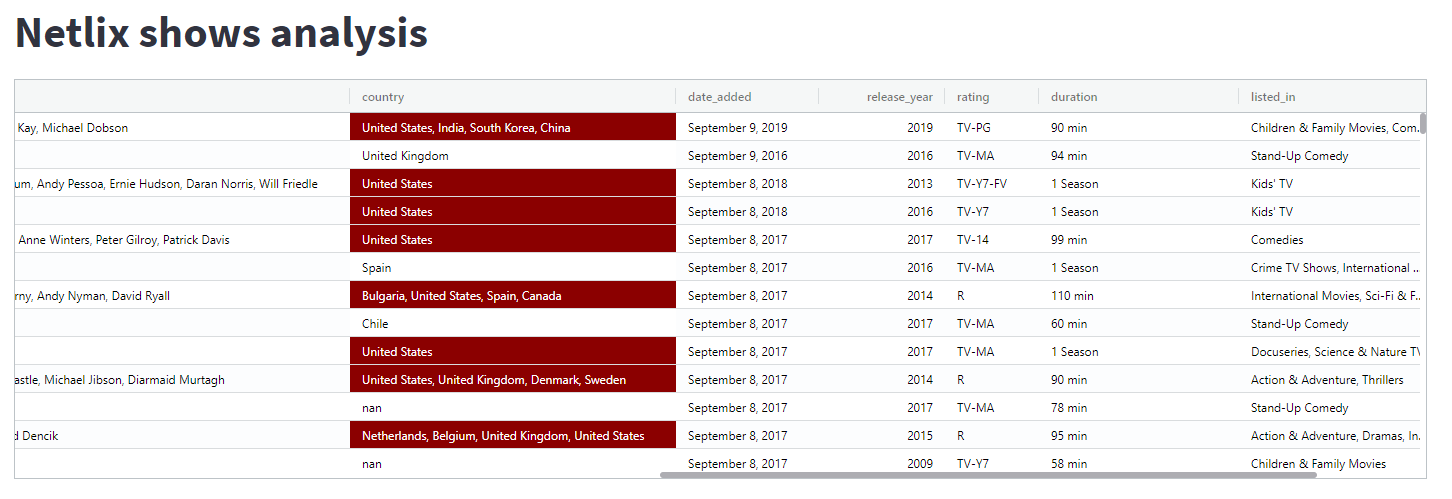 Netlix shows analysis
country date_added release_year rating duration listed_in
Kay, Michael Dobson United States, India, South Korea, China September 9, 2019 2019 TV-PG 90 min Children & Family Movies, Com...
United Kingdom September 9, 2016 2016 TV-MA 94 min Stand-Up Comedy
um, Andy Pessoa, Ernie Hudson, Daran Norris, Will Friedle United States September 8, 2018 2013 TV-Y7-FV 1 Season Kids' TV
United States September 8, 2018 2016 TV-Y7 1 Season Kids' TV
Anne Winters, Peter Gilroy, Patrick Davis United States September 8, 2017 2017 TV-14 99 min Comedies
Spain September 8, 2017 2016 TV-MA 1 Season Crime TV Shows, International ...
rny, Andy Nyman, David Ryall Bulgaria, United States, Spain, Canada September 8, 2017 2014 R 110 min International Movies, Sci-Fi & F...
Chile September 8, 2017 2017 TV-MA 60 min Stand-Up Comedy
United States September 8, 2017 2017 TV-MA 1 Season Docuseries, Science & Nature TV
astle, Michael Jibson, Diarmaid Murtagh United States, United Kingdom, Denmark, Sweden September 8, 2017 2014 R 90 min Action & Adventure, Thrillers
nan September 8, 2017 2017 TV-MA 78 min Stand-Up Comedy
d Dencik Netherlands, Belgium, United Kingdom, United States September 8, 2017 2015 R 95 min Action & Adventure, Dramas, In...
nan September 8, 2017 2009 TV-Y7 58 min Children & Family Movies